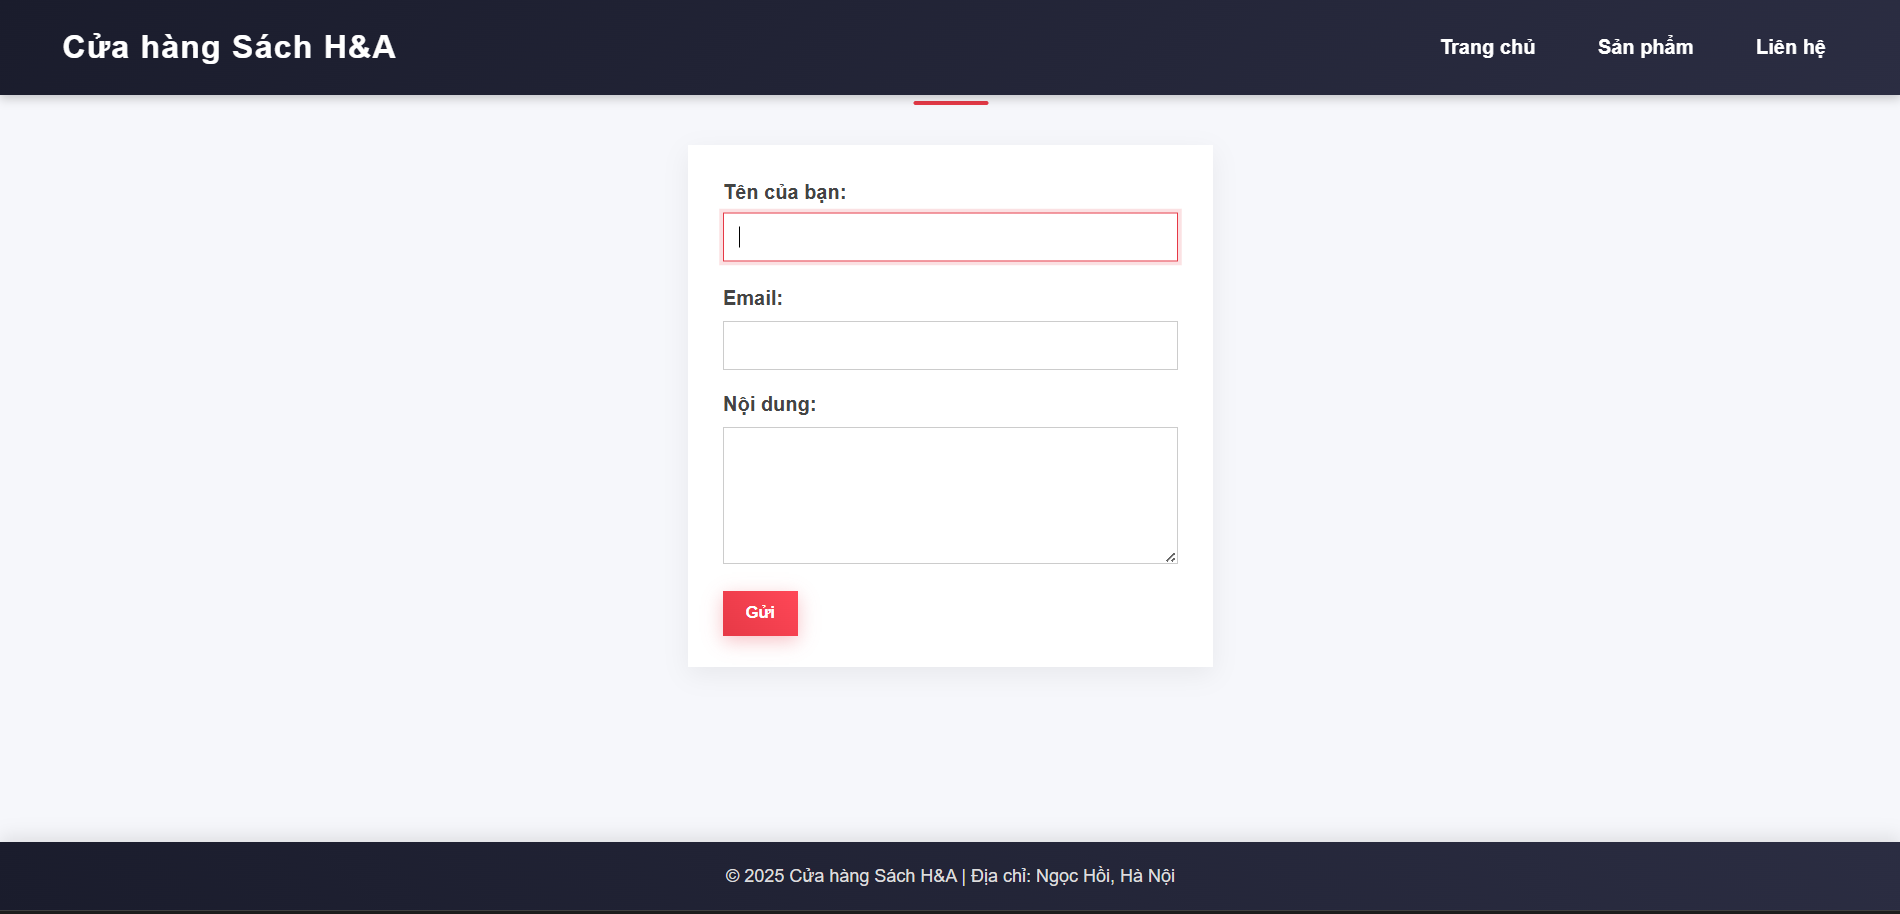 Cửa hàng Sách H&A
Trang chủ
Sản phẩm
Liên hệ
Tên của bạn:
Email:
Nội dung:
Gửi
© 2025 Cửa hàng Sách H&A | Địa chỉ: Ngọc Hồi, Hà Nội